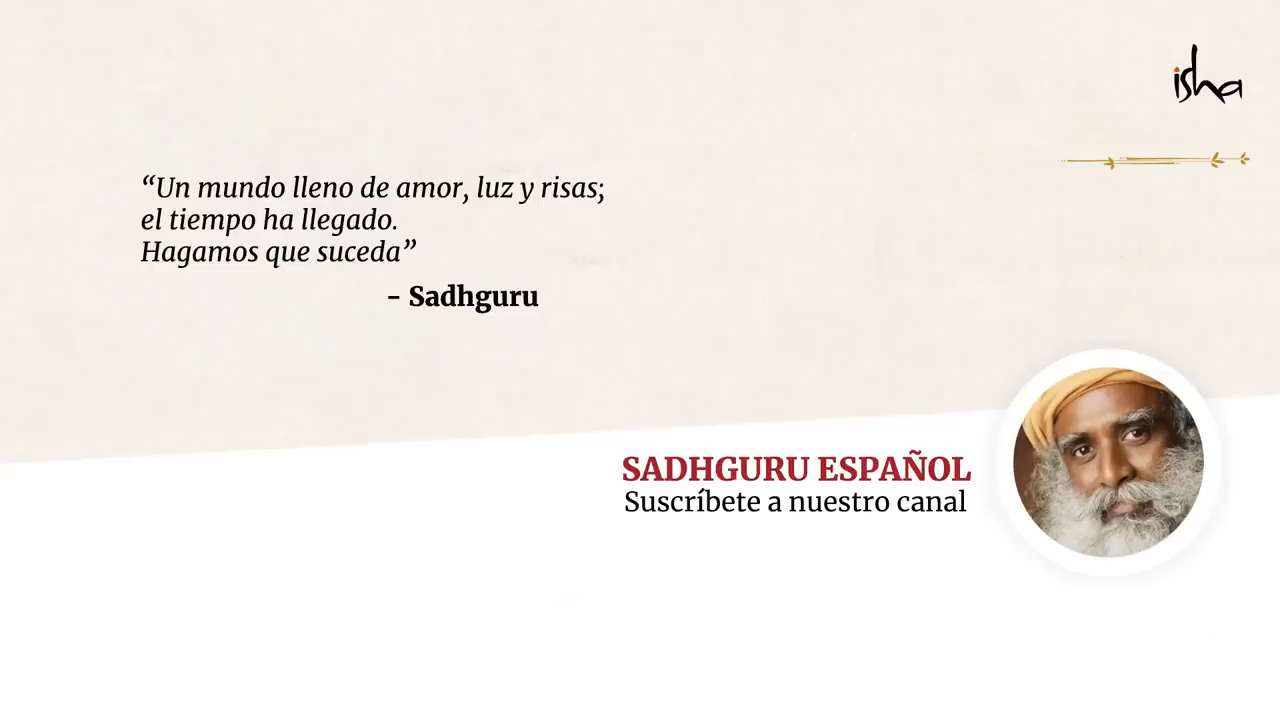 isha
“Un mundo lleno de amor, luz y risas;
el tiempo ha llegado.
Hagamos que suceda”
- Sadhguru
SADHGURU ESPAÑOL
Suscríbete a nuestro canal